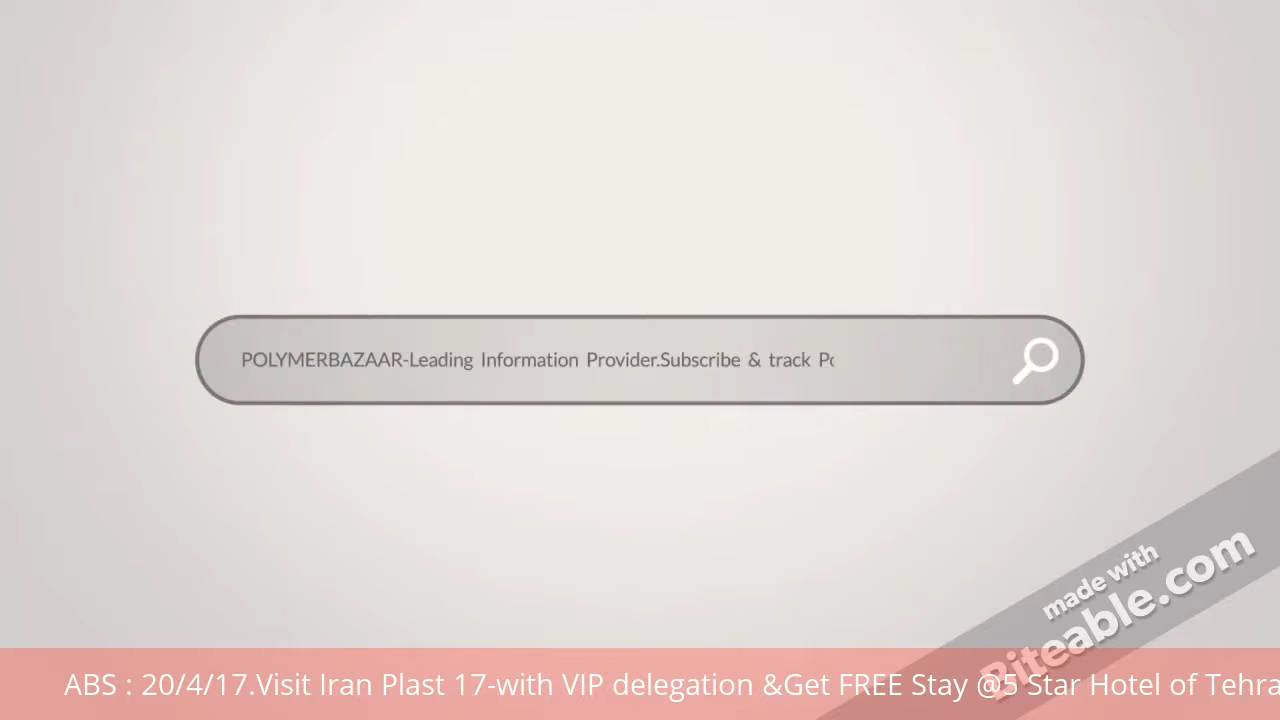 POLYMERBAZAAR-Leading Information Provider.Subscribe & track
made with
Biteable.com
ABS : 20/4/17.Visit Iran Plast 17-with VIP delegation &Get FREE Stay @5 Star Hotel of